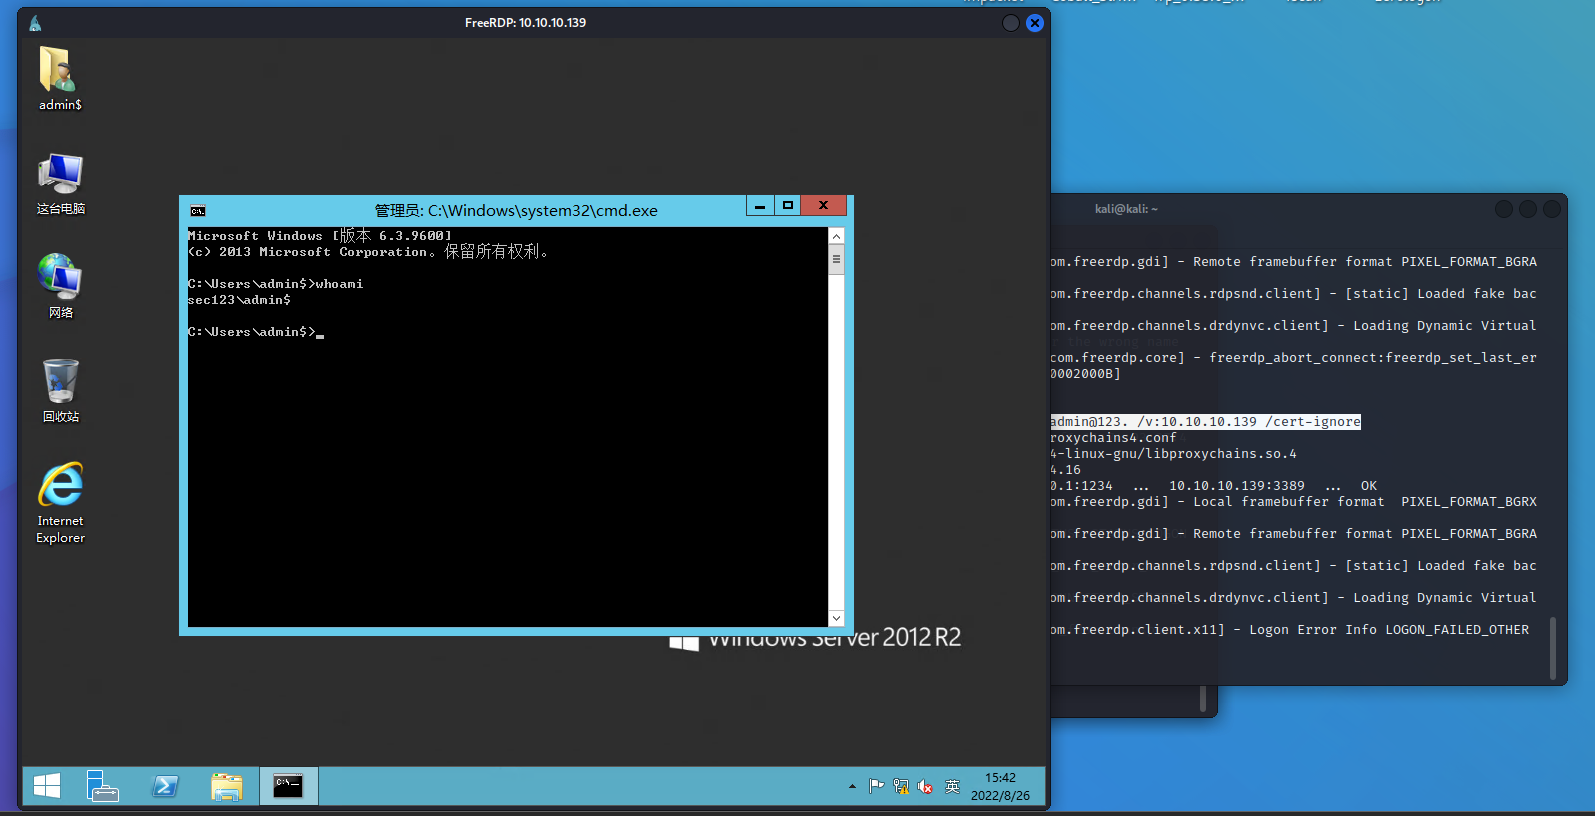 FreeRDP: 10.10.10.139
admin$
这台电脑
网络
回收站
Internet
Explorer
管理员: C:\Windows\system32\cmd.exe
Microsoft Windows [版本 6.3.9600]
(c) 2013 Microsoft Corporation。保留所有权利。
C:\Users\admin$>whoami
sec123\admin$
C:\Users\admin$>
Windows Server 2012 R2
英
15:42
2022/8/26
kali@kali: ~
om.freerdp.gdi] - Remote framebuffer format PIXEL_FORMAT_BGRA
om.freerdp.channels.rdpsnd.client] - [static] Loaded fake bac
om.freerdp.channels.drdynvc.client] - Loading Dynamic Virtual
r the wrong name
com.freerdp.core] - freerdp_abort_connect:freerdp_set_last_er
0002000B]
admin@123. /v:10.10.10.139 /cert-ignore
roxychains4.conf
4-linux-gnu/libproxychains.so.4
4.16
0.1:1234 ... 10.10.10.139:3389 ... OK
om.freerdp.gdi] - Local framebuffer format PIXEL_FORMAT_BGRX
om.freerdp.gdi] - Remote framebuffer format PIXEL_FORMAT_BGRA
om.freerdp.channels.rdpsnd.client] - [static] Loaded fake bac
om.freerdp.channels.drdynvc.client] - Loading Dynamic Virtual
om.freerdp.client.x11] - Logon Error Info LOGON_FAILED_OTHER